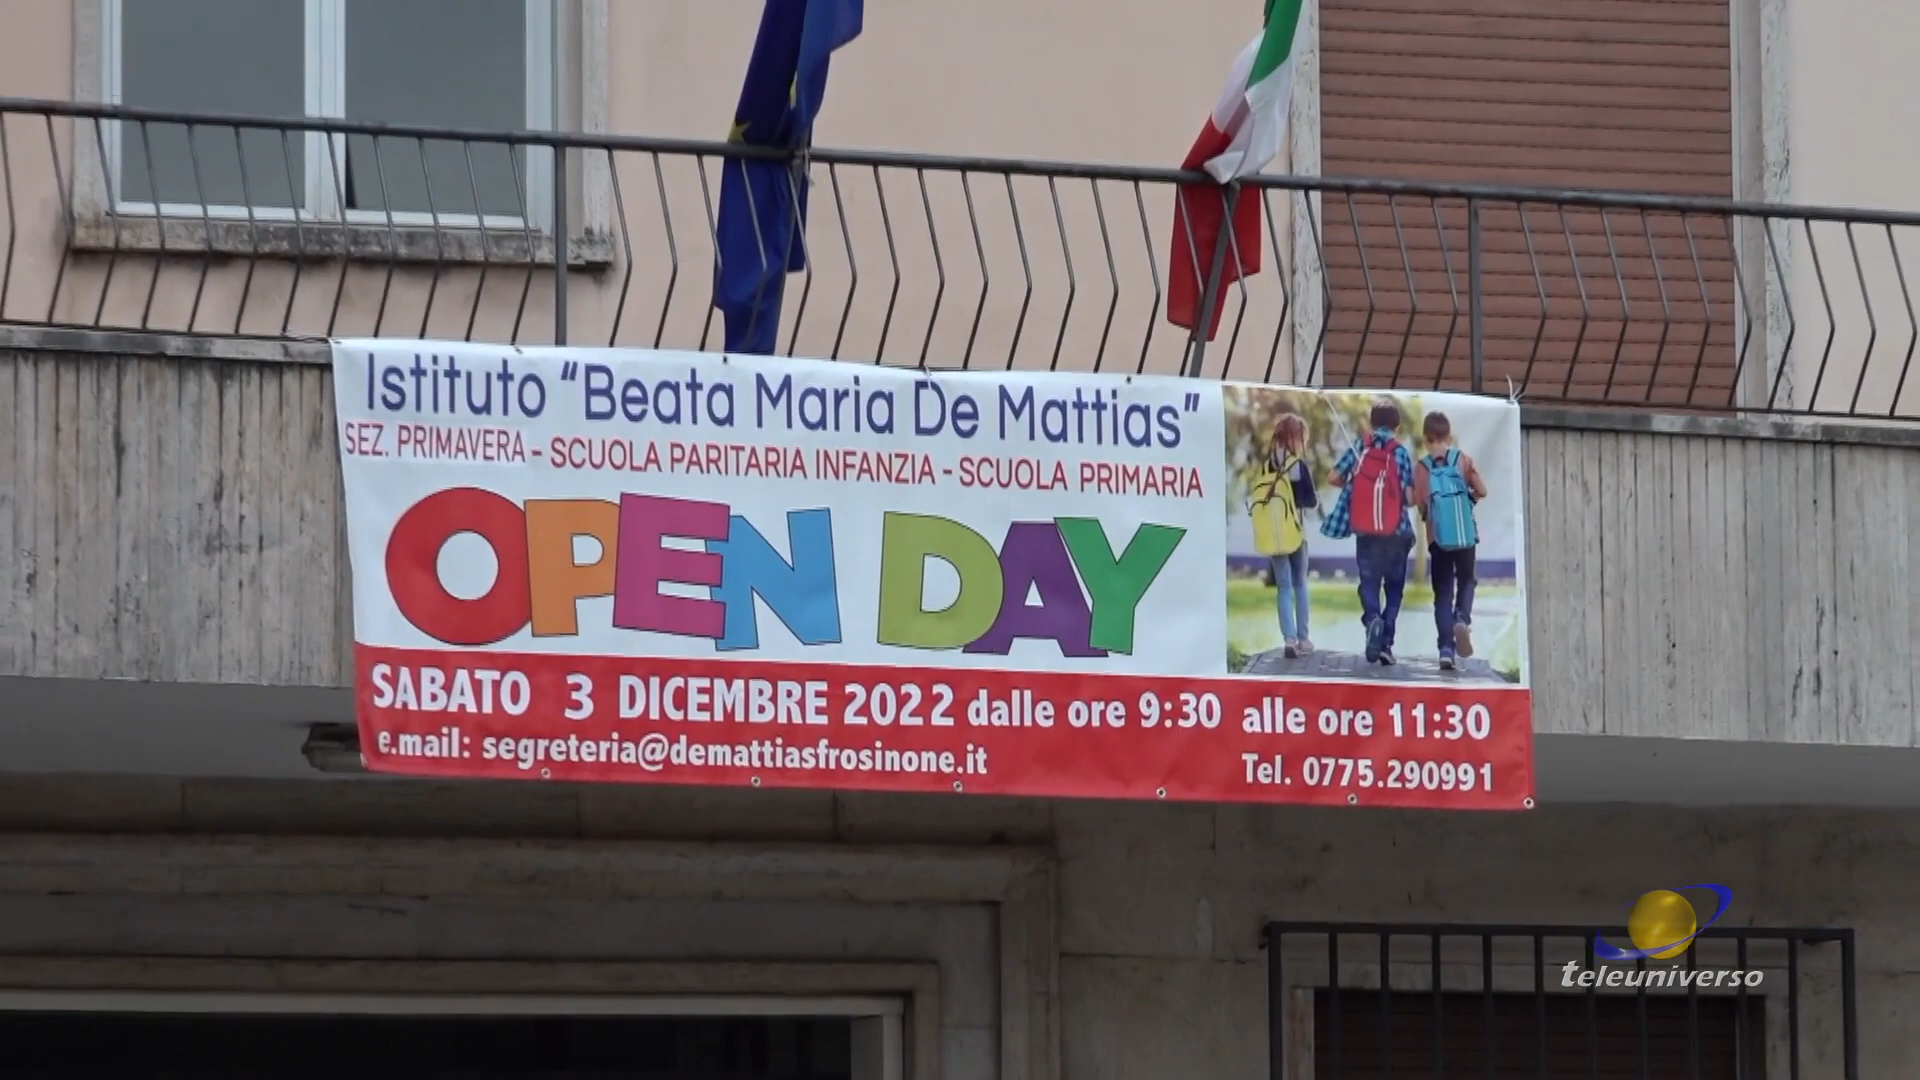 Istituto “Beata Maria De Mattias”
SEZ. PRIMAVERA - SCUOLA PARITARIA INFANZIA - SCUOLA PRIMARIA
OPEN DAY
SABATO 3 DICEMBRE 2022 dalle ore 9:30 alle ore 11:30
e.mail: segreteria@demattiasfrosinone.it Tel. 0775.290991
teleuniverso